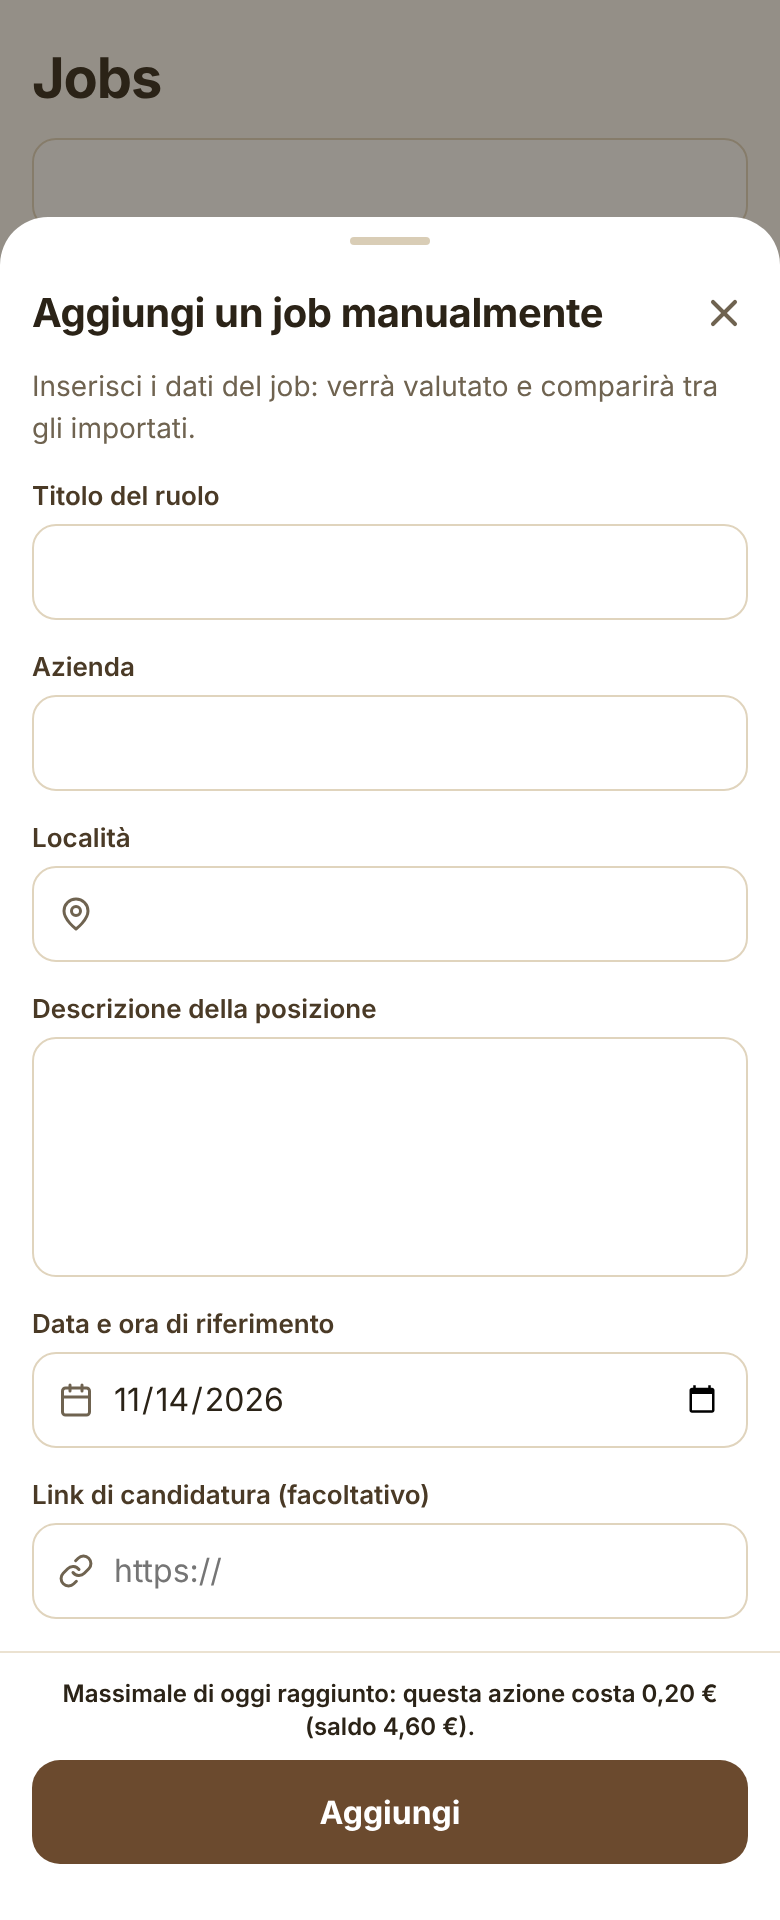 Jobs
Aggiungi un job manualmente
Inserisci i dati del job: verrà valutato e comparirà tra
gli importati.
Titolo del ruolo
Azienda
Località
Descrizione della posizione
Data e ora di riferimento
11/14/2026
Link di candidatura (facoltativo)
https://
Massimale di oggi raggiunto: questa azione costa 0,20 €
(saldo 4,60 €).
Aggiungi